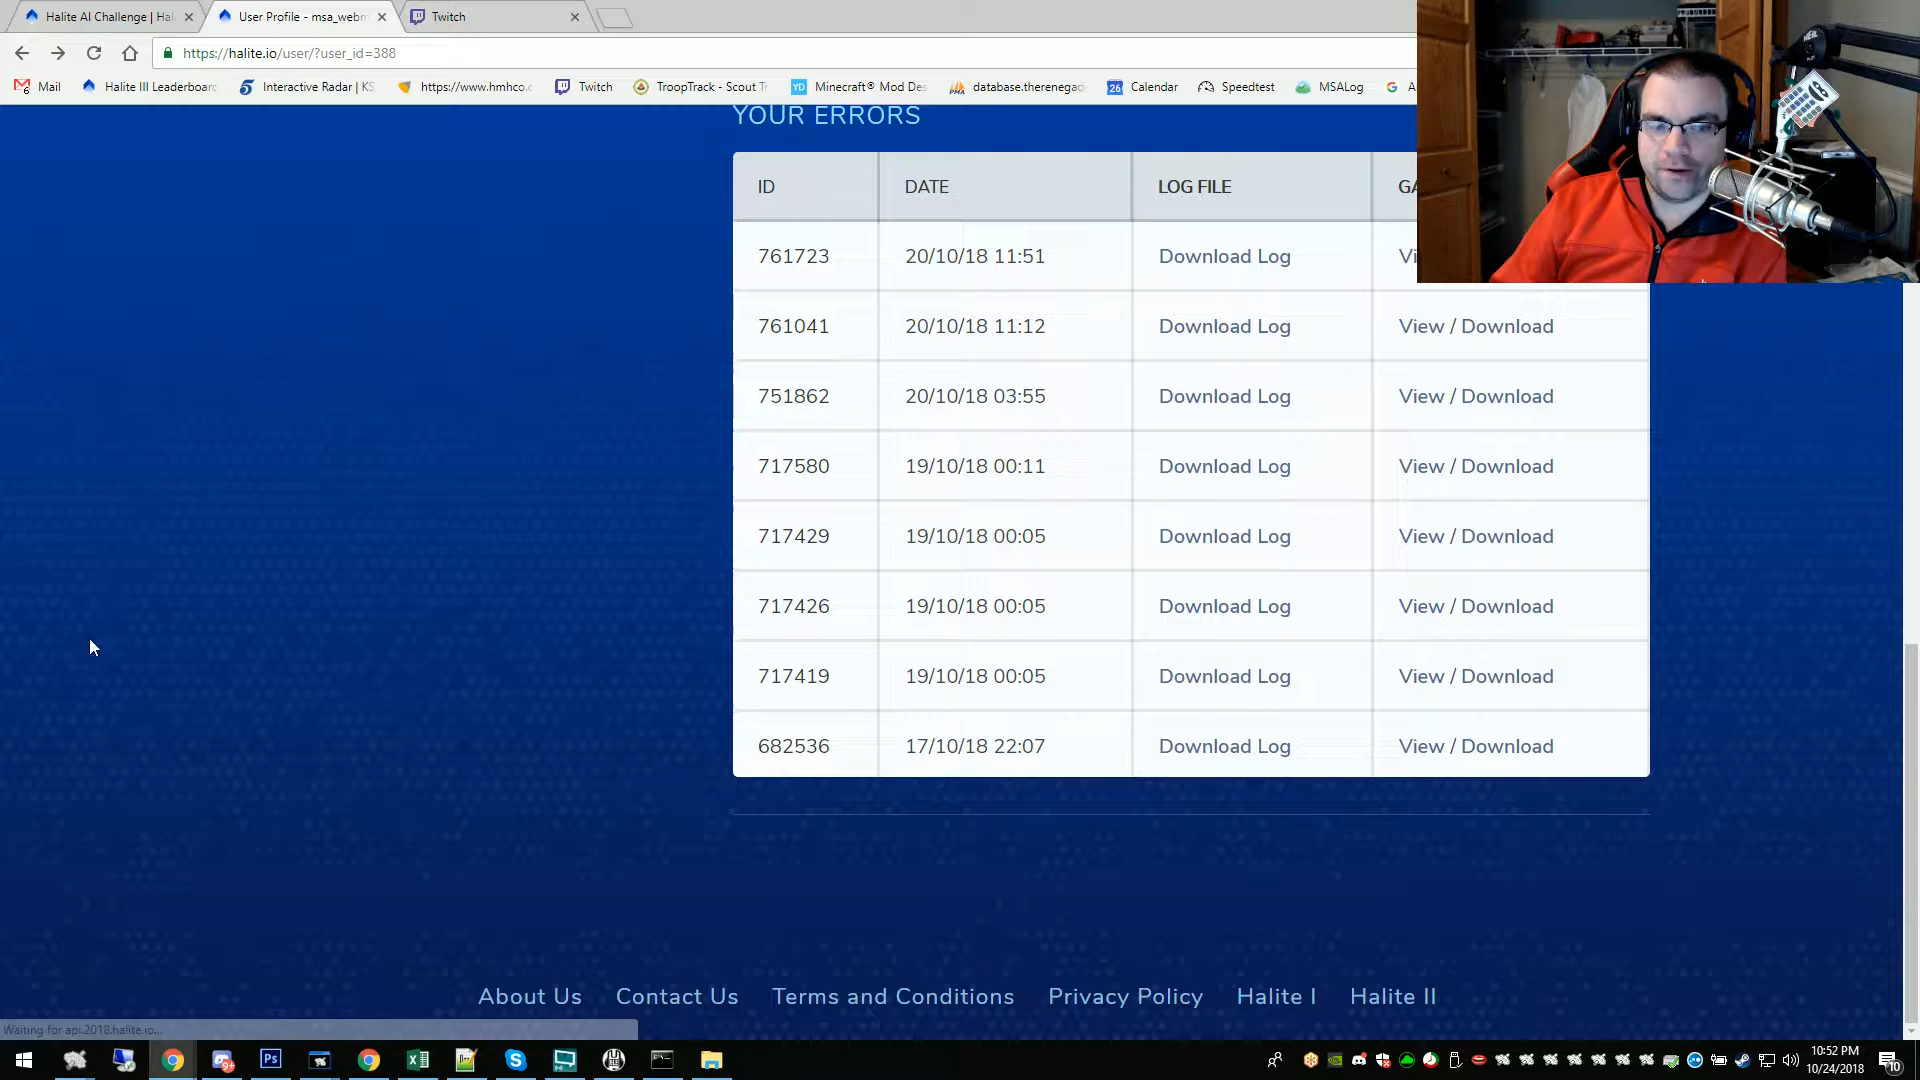 Halite AI Challenge | Hal
User Profile - msa_webm
Twitch
https://halite.io/user/?user_id=388
Mail
Halite III Leaderboar
Interactive Radar | KS
https://www.hmhco.c
Twitch
TroopTrack - Scout T
Minecraft® Mod Des
database.therenegad
Calendar
Speedtest
MSALog
YOUR ERRORS
ID DATE LOG FILE GA
761723 20/10/18 11:51 Download Log Vi
761041 20/10/18 11:12 Download Log View / Download
751862 20/10/18 03:55 Download Log View / Download
717580 19/10/18 00:11 Download Log View / Download
717429 19/10/18 00:05 Download Log View / Download
717426 19/10/18 00:05 Download Log View / Download
717419 19/10/18 00:05 Download Log View / Download
682536 17/10/18 22:07 Download Log View / Download
About Us Contact Us Terms and Conditions Privacy Policy Halite I Halite II
Waiting for api.2018.halite.io...
10:52 PM
10/24/2018